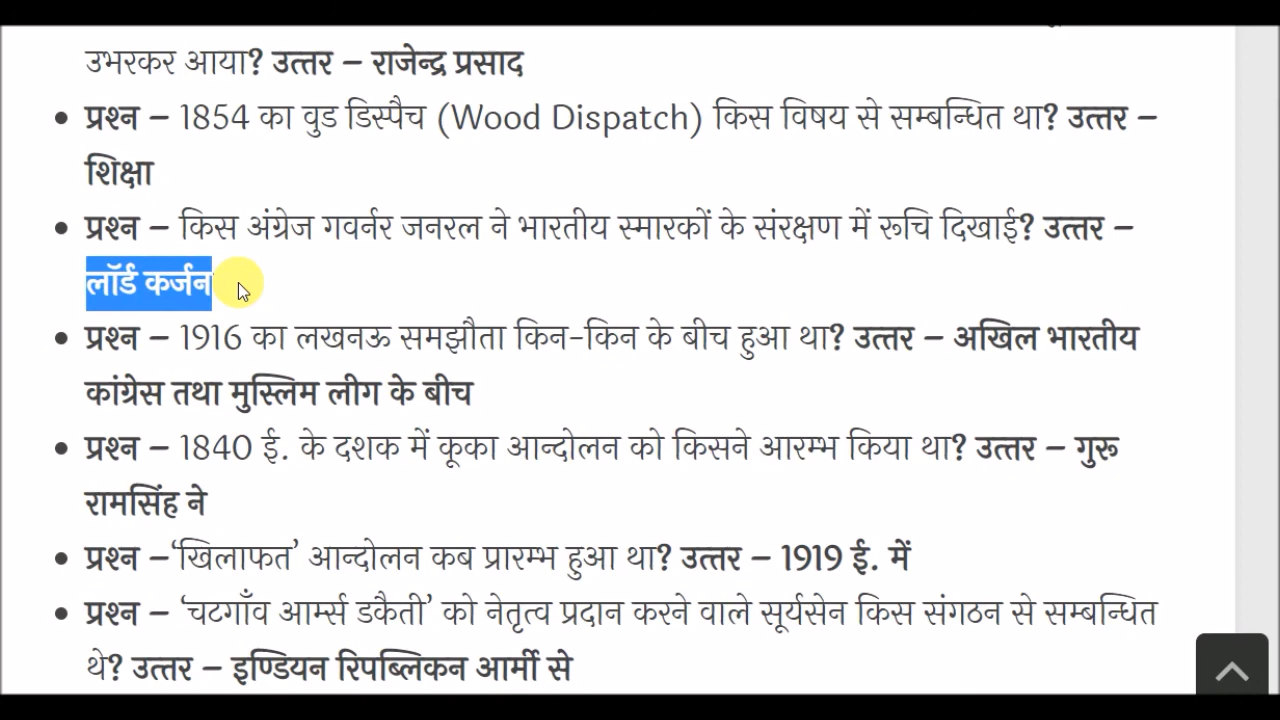 उभरकर आया? उत्तर – राजेन्द्र प्रसाद
प्रश्न – 1854 का वुड डिस्पैच (Wood Dispatch) किस विषय से सम्बन्धित था? उत्तर –
शिक्षा
प्रश्न – किस अंग्रेज गवर्नर जनरल ने भारतीय स्मारकों के संरक्षण में रूचि दिखाई? उत्तर –
लॉर्ड कर्जन
प्रश्न – 1916 का लखनऊ समझौता किन-किन के बीच हुआ था? उत्तर – अखिल भारतीय
कांग्रेस तथा मुस्लिम लीग के बीच
प्रश्न – 1840 ई. के दशक में कूका आन्दोलन को किसने आरम्भ किया था? उत्तर – गुरू
रामसिंह ने
प्रश्न –‘खिलाफत’ आन्दोलन कब प्रारम्भ हुआ था? उत्तर – 1919 ई. में
प्रश्न – ‘चटगाँव आर्म्स डकैती’ को नेतृत्व प्रदान करने वाले सूर्यसेन किस संगठन से सम्बन्धित
थे? उत्तर – इण्डियन रिपब्लिकन आर्मी से